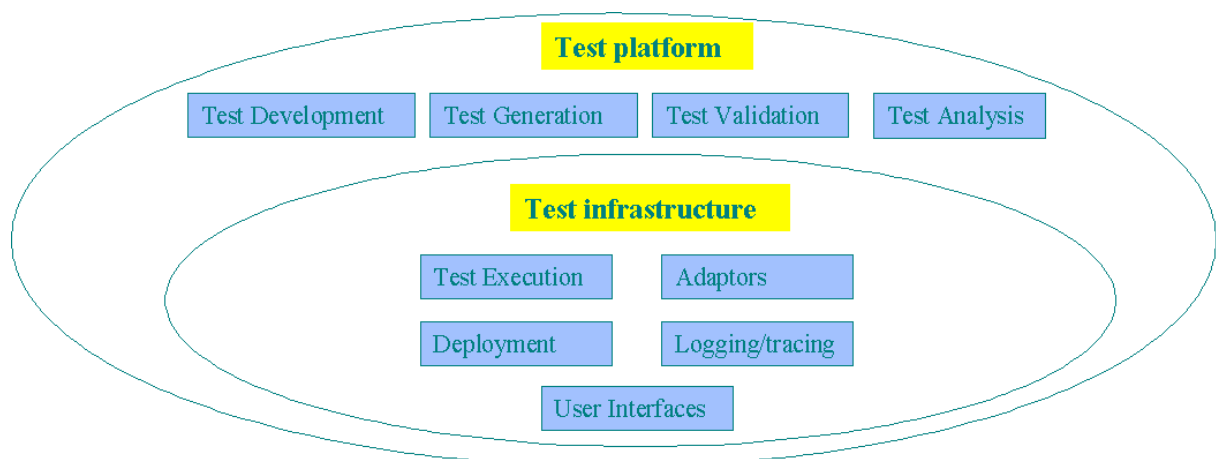 Test platform
Test Development
Test Generation
Test Validation
Test Analysis
Test infrastructure
Test Execution
Adaptors
Deployment
Logging/tracing
User Interfaces